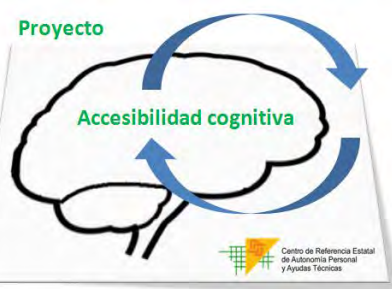 Proyecto
Accesibilidad cognitiva
Centro de Referencia Estatal
de Autonomía Personal
y Ayudas Técnicas